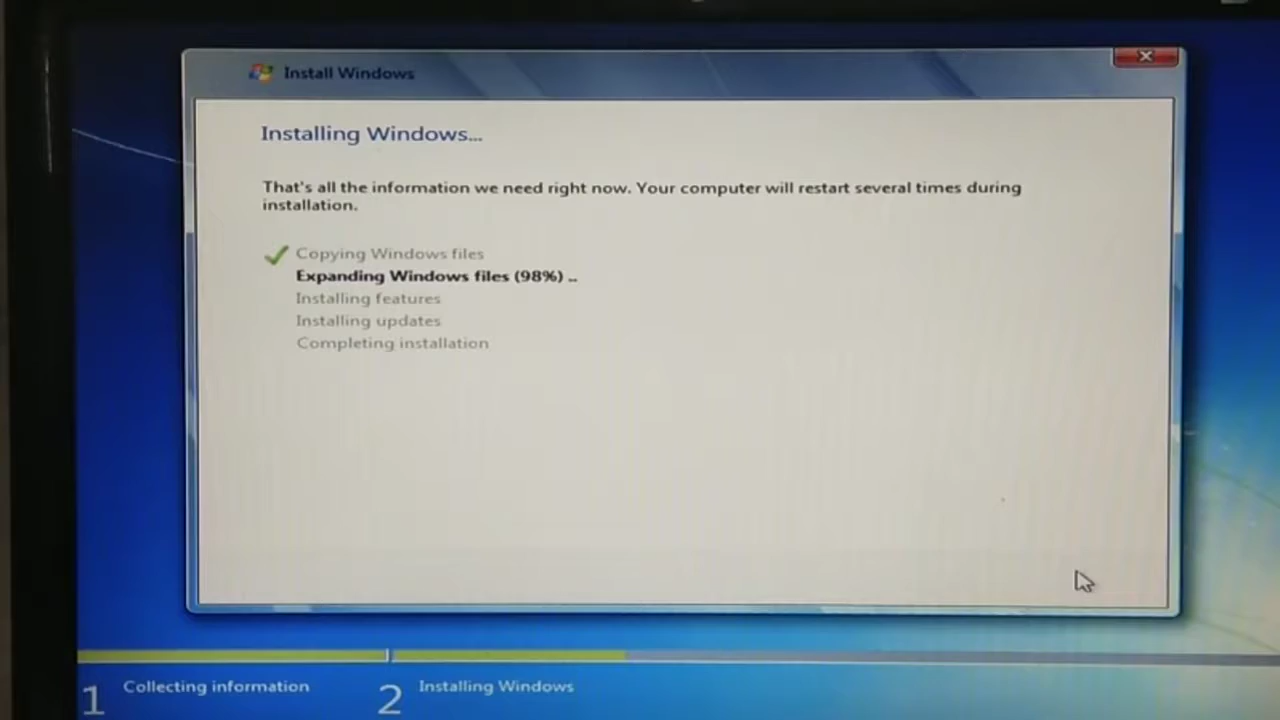 Install Windows
Installing Windows...
That's all the information we need right now. Your computer will restart several times during
installation.
Copying Windows files
Expanding Windows files (98%) ..
Installing features
Installing updates
Completing installation
1 Collecting information
2 Installing Windows